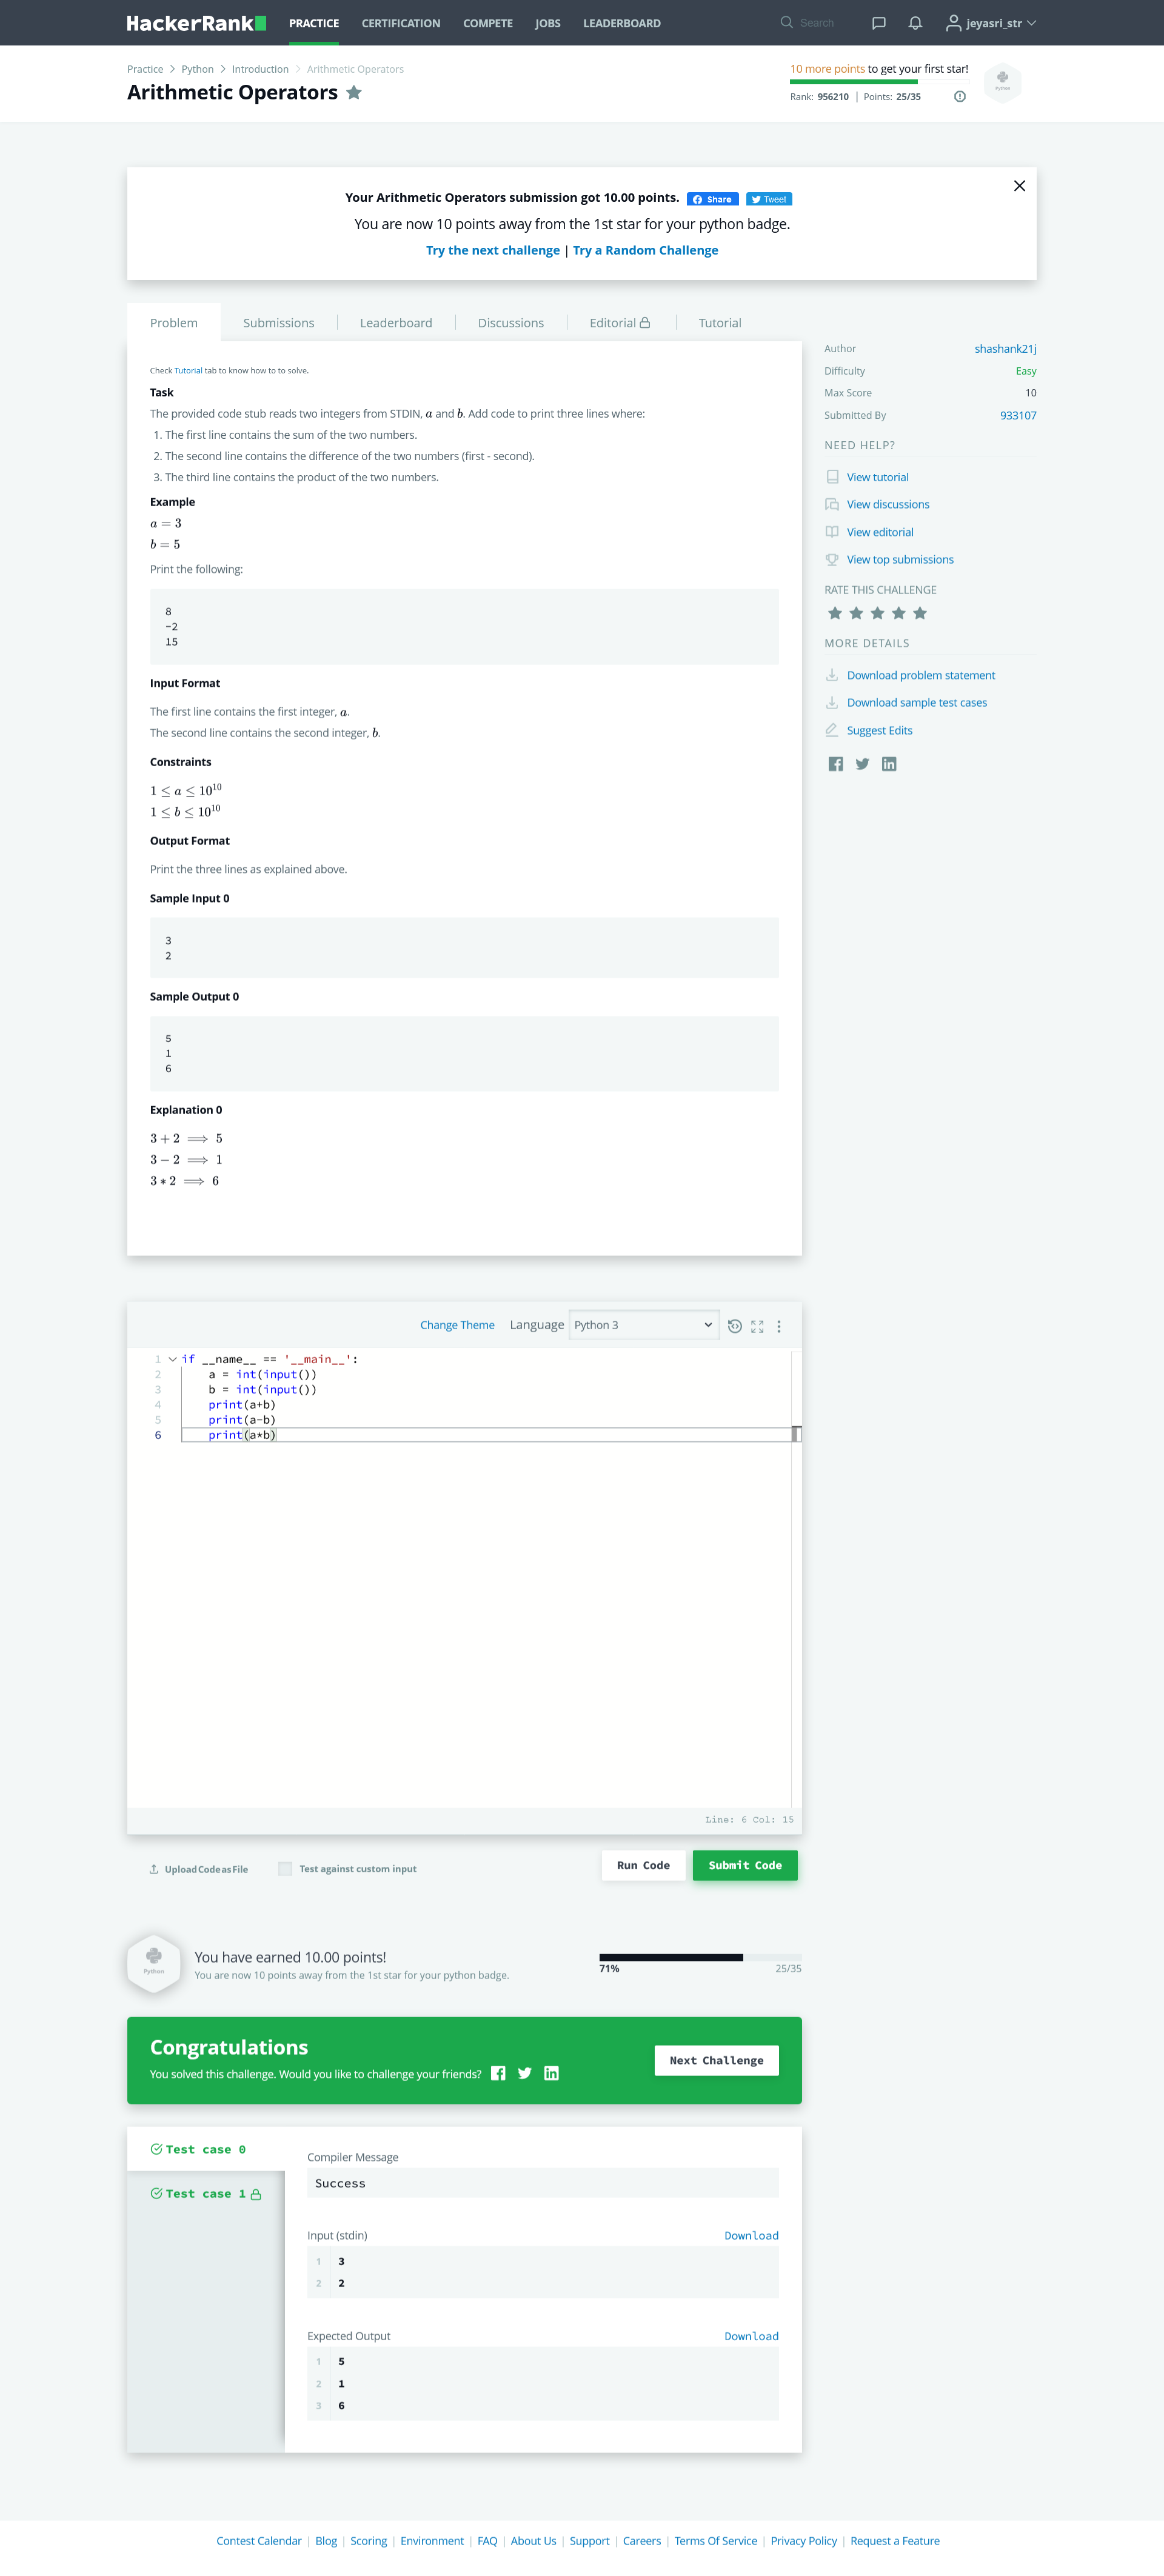 HackerRank
PRACTICE CERTIFICATION COMPETE JOBS LEADERBOARD Search jeyasri_str
Practice > Python > Introduction > Arithmetic Operators
Arithmetic Operators
10 more points to get your first star!
Rank: 956210 | Points: 25/35
Python
Your Arithmetic Operators submission got 10.00 points. Share Tweet
You are now 10 points away from the 1st star for your python badge.
Try the next challenge | Try a Random Challenge
Problem Submissions Leaderboard Discussions Editorial Tutorial
Check Tutorial tab to know how to to solve.
Task
The provided code stub reads two integers from STDIN, a and b. Add code to print three lines where:
1. The first line contains the sum of the two numbers.
2. The second line contains the difference of the two numbers (first - second).
3. The third line contains the product of the two numbers.
Example
a = 3
b = 5
Print the following:
8
-2
15
Input Format
The first line contains the first integer, a.
The second line contains the second integer, b.
Constraints
1 ≤ a ≤ 10¹⁰
1 ≤ b ≤ 10¹⁰
Output Format
Print the three lines as explained above.
Sample Input 0
3
2
Sample Output 0
5
1
6
Explanation 0
3 + 2 ⟹ 5
3 − 2 ⟹ 1
3 ∗ 2 ⟹ 6
Author shashank21j
Difficulty Easy
Max Score 10
Submitted By 933107
NEED HELP?
View tutorial
View discussions
View editorial
View top submissions
RATE THIS CHALLENGE
MORE DETAILS
Download problem statement
Download sample test cases
Suggest Edits
Change Theme Language Python 3
1 if __name__ == '__main__':
2     a = int(input())
3     b = int(input())
4     print(a+b)
5     print(a-b)
6     print(a*b)
Line: 6 Col: 15
Upload Code as File Test against custom input Run Code Submit Code
Python
You have earned 10.00 points!
You are now 10 points away from the 1st star for your python badge.
71% 25/35
Congratulations
You solved this challenge. Would you like to challenge your friends?
Next Challenge
Test case 0
Test case 1
Compiler Message
Success
Input (stdin) Download
1 3
2 2
Expected Output Download
1 5
2 1
3 6
Contest Calendar | Blog | Scoring | Environment | FAQ | About Us | Support | Careers | Terms Of Service | Privacy Policy | Request a Feature